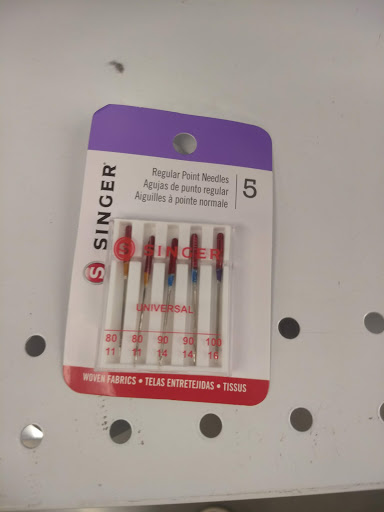 Regular Point Needles
Agujas de punto regular
Aiguilles à pointe normale
5
S SINGER®
S SINGER
UNIVERSAL
80 80 90 90 100
11 11 14 14 16
WOVEN FABRICS • TELAS ENTRETEJIDAS • TISSUS